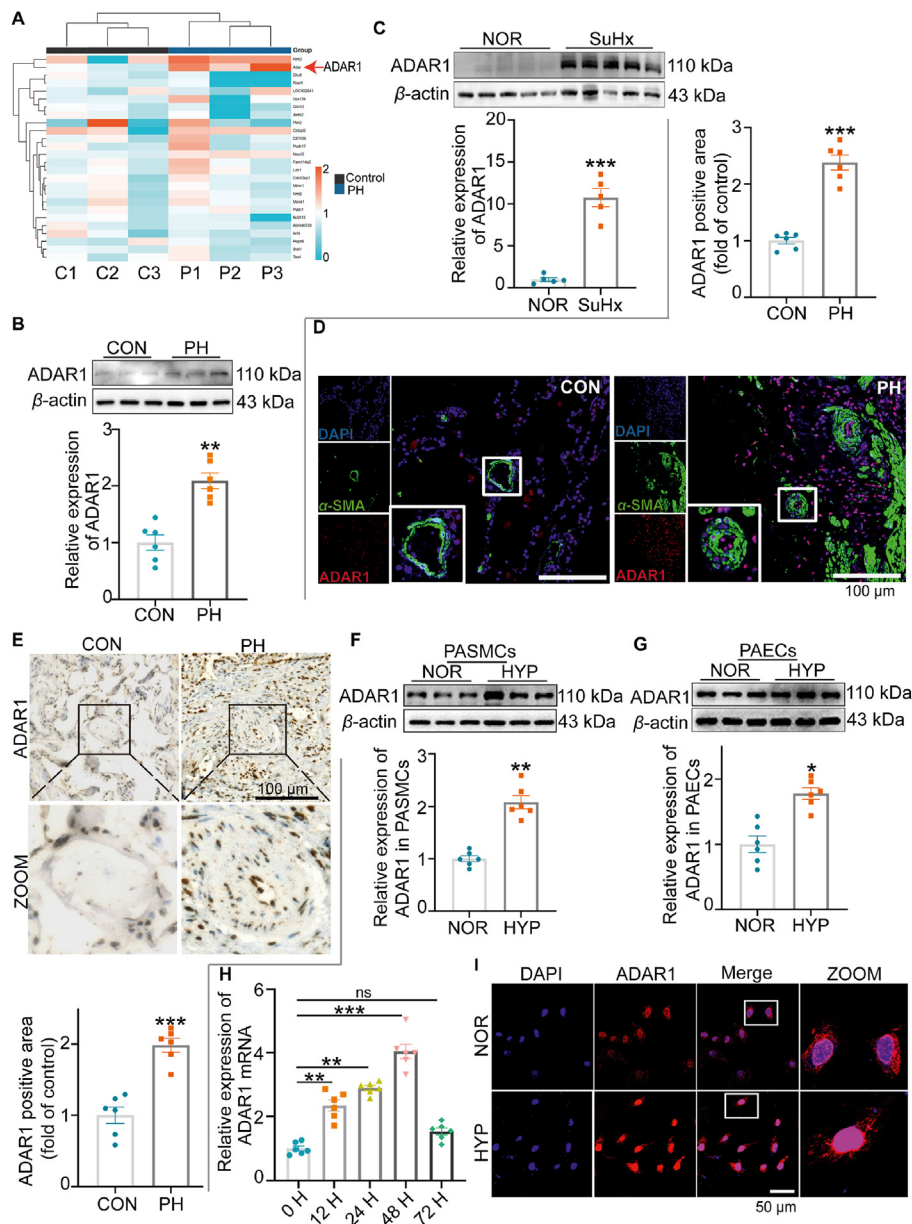 A
Group
ADAR1
Control
PH
2
1
0
C1 C2 C3 P1 P2 P3
B
CON PH
ADAR1 110 kDa
β-actin 43 kDa
Relative expression
of ADAR1
3
2
1
0
**
CON PH
C
NOR SuHx
ADAR1 110 kDa
β-actin 43 kDa
Relative expression
of ADAR1
20
15
10
5
0
***
NOR SuHx
ADAR1 positive area
(fold of control)
3
2
1
0
***
CON PH
D
CON
DAPI
α-SMA
ADAR1
PH
DAPI
α-SMA
ADAR1
100 μm
E
CON PH
ADAR1
100 μm
ZOOM
ADAR1 positive area
(fold of control)
2
1
0
***
CON PH
F
PASMCs
NOR HYP
ADAR1 110 kDa
β-actin 43 kDa
Relative expression of
ADAR1 in PASMCs
3
2
1
0
**
NOR HYP
G
PAECs
NOR HYP
ADAR1 110 kDa
β-actin 43 kDa
Relative expression of
ADAR1 in PAECs
2
1
0
*
NOR HYP
H
Relative expression of
ADAR1 mRNA
6
4
2
0
ns
***
**
**
0 H 12 H 24 H 48 H 72 H
I
DAPI ADAR1 Merge ZOOM
NOR
HYP
50 μm